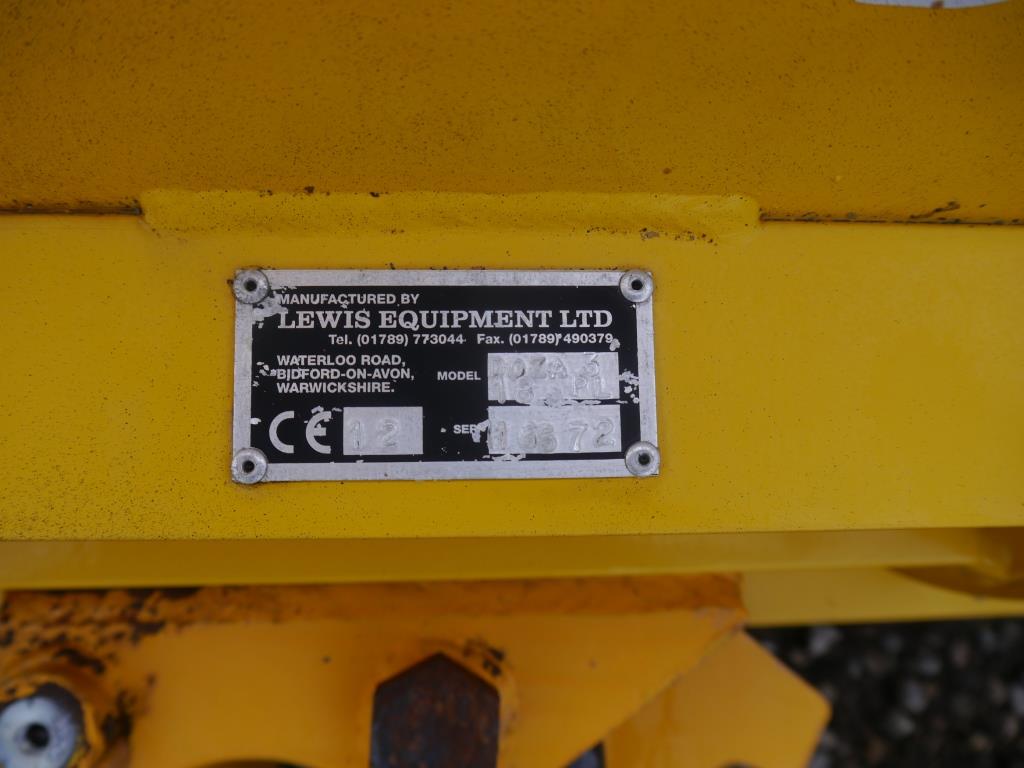 MANUFACTURED BY
LEWIS EQUIPMENT LTD
Tel. (01789) 773044 Fax. (01789) 490379
WATERLOO ROAD,
BIDFORD-ON-AVON,
WARWICKSHIRE.
MODEL
CE 12